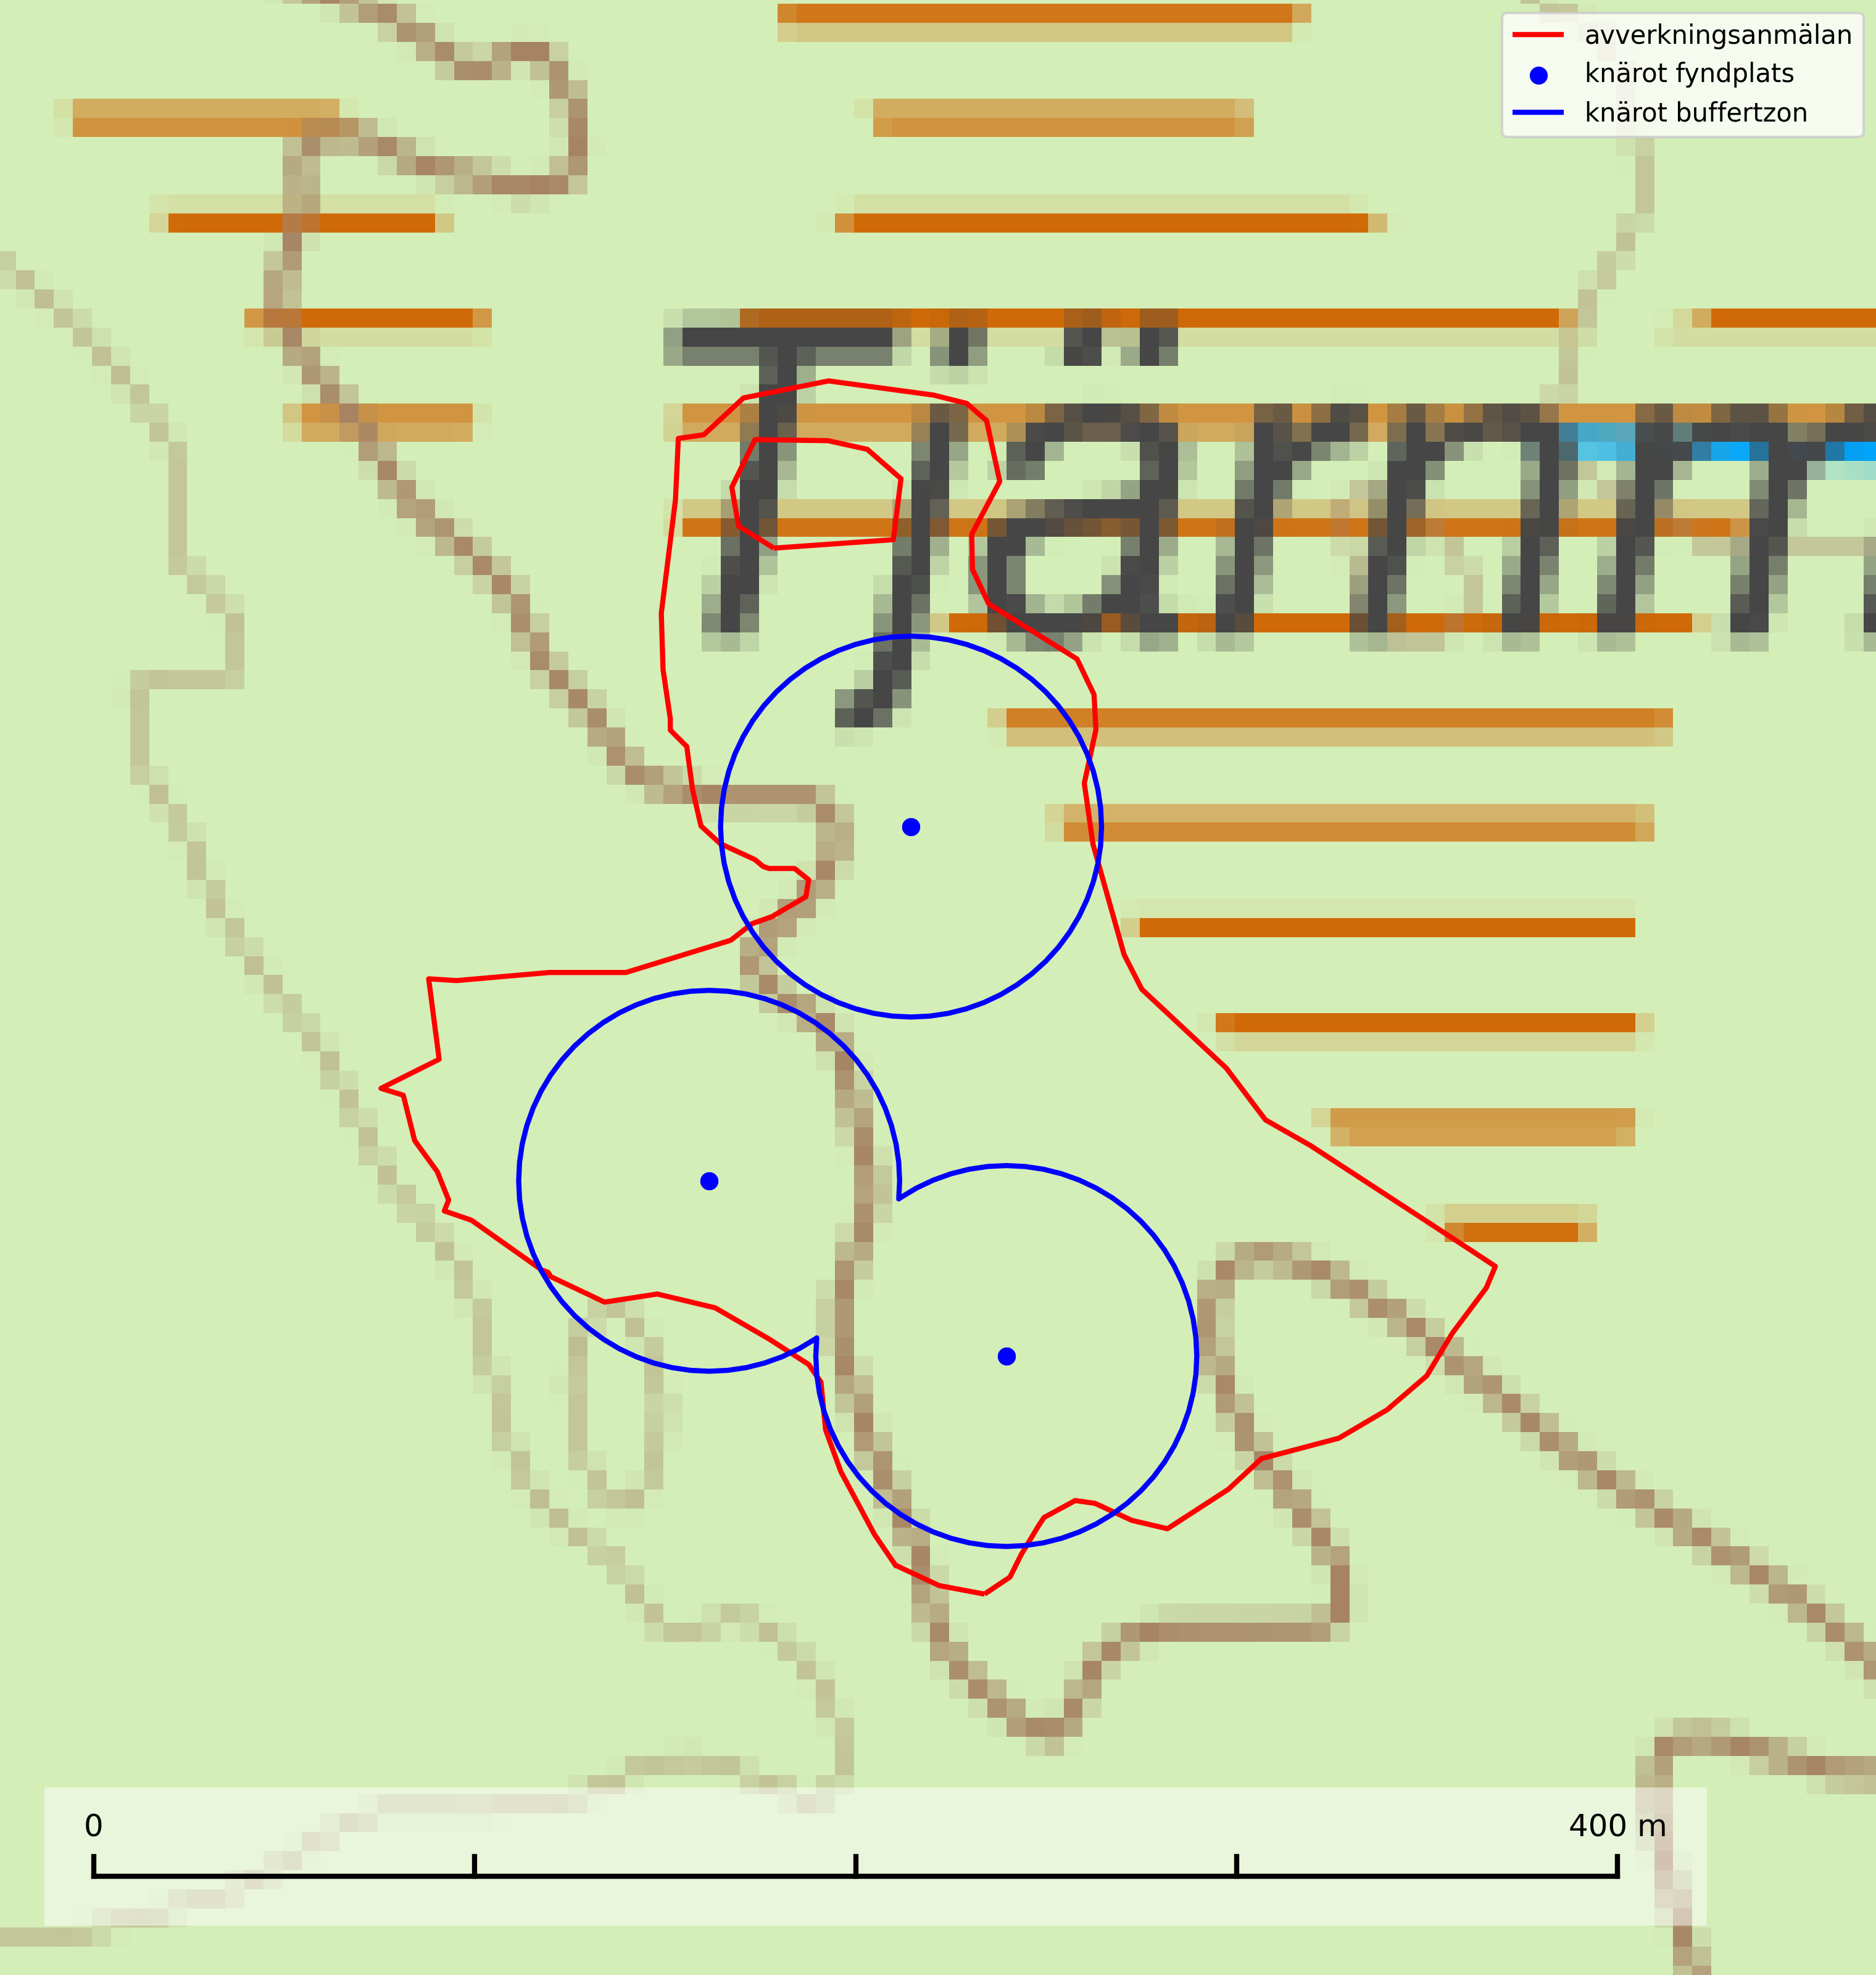 avverkningsanmälan
knärot fyndplats
knärot buffertzon
0
400 m